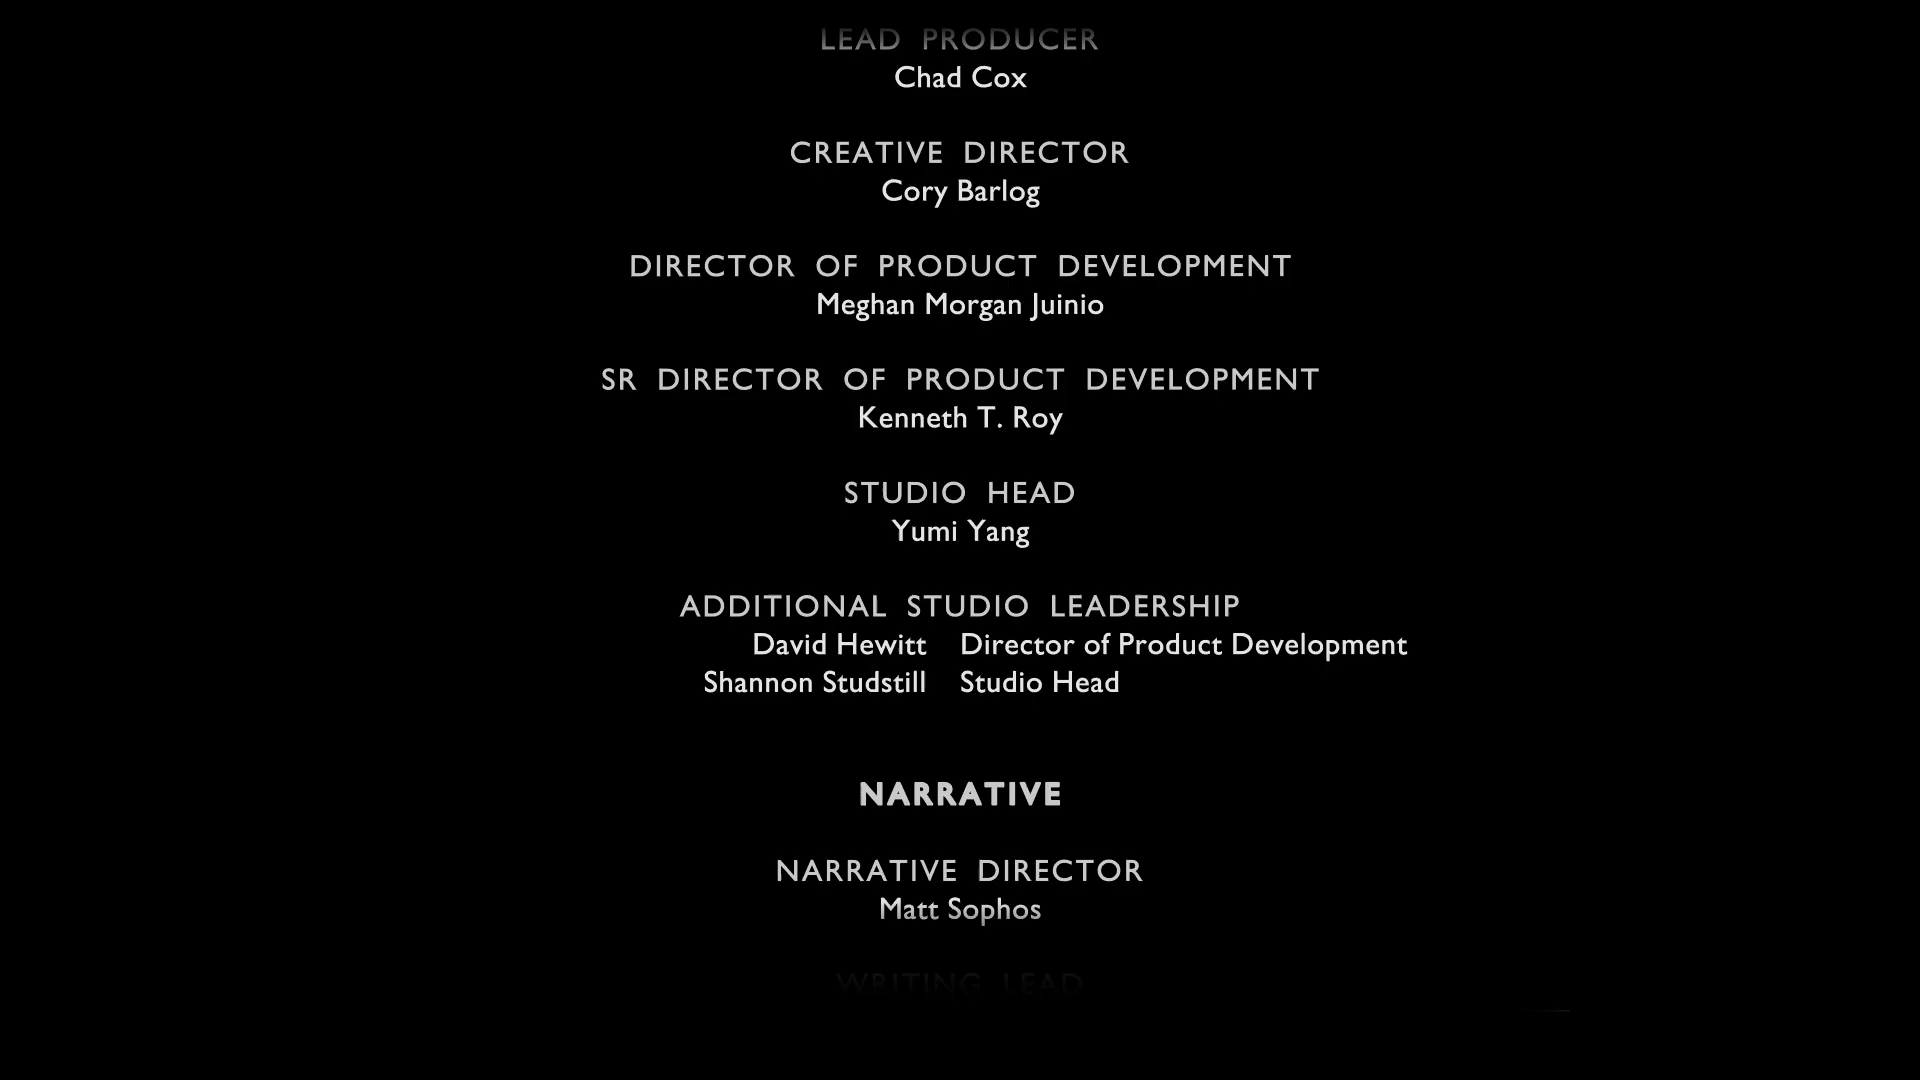 LEAD PRODUCER
Chad Cox
CREATIVE DIRECTOR
Cory Barlog
DIRECTOR OF PRODUCT DEVELOPMENT
Meghan Morgan Juinio
SR DIRECTOR OF PRODUCT DEVELOPMENT
Kenneth T. Roy
STUDIO HEAD
Yumi Yang
ADDITIONAL STUDIO LEADERSHIP
David Hewitt Director of Product Development
Shannon Studstill Studio Head
NARRATIVE
NARRATIVE DIRECTOR
Matt Sophos
WRITING LEAD